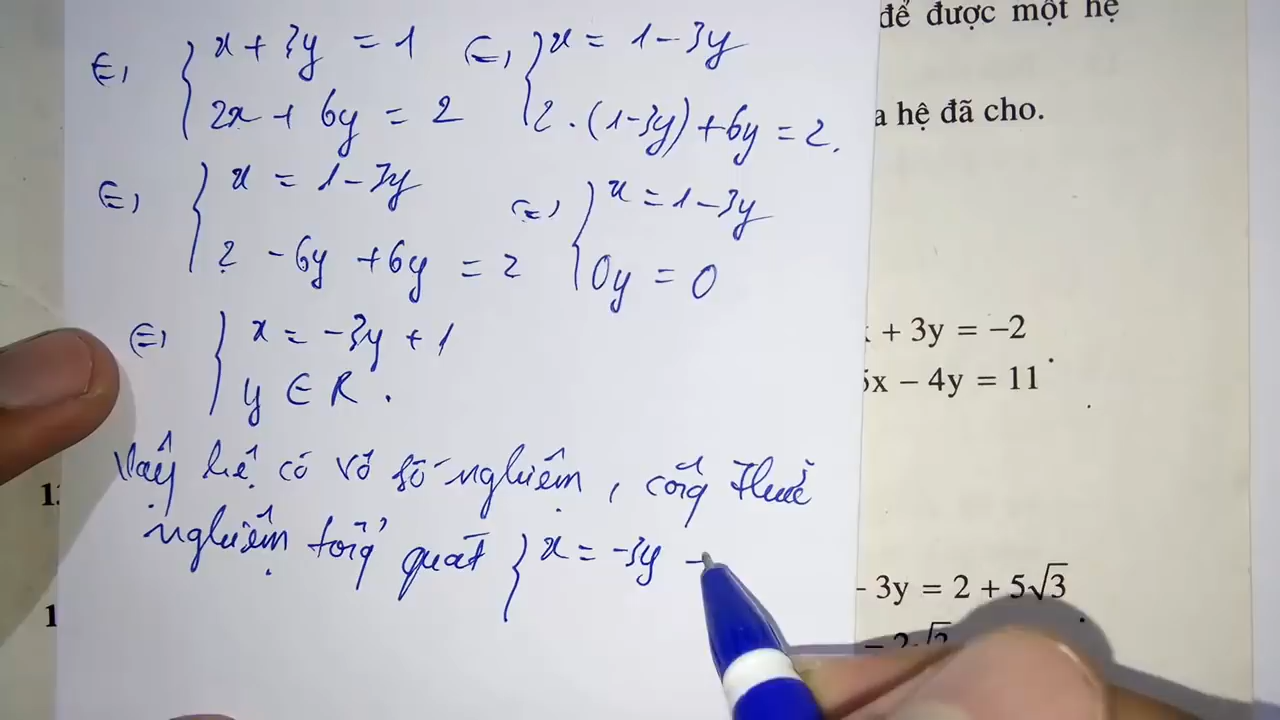 để được một hệ
⇔ { x + 3y = 1 ⇔ { x = 1 - 3y
2x + 6y = 2 2 . (1 - 3y) + 6y = 2.
a hệ đã cho.
⇔ { x = 1 - 3y ⇔ { x = 1 - 3y
2 - 6y + 6y = 2 0y = 0
⇔ { x = -3y + 1
y ∈ R .
+ 3y = -2
5x - 4y = 11 .
Vậy hệ có vô số nghiệm, công thức
nghiệm tổng quát { x = -3y -
- 3y = 2 + 5√3